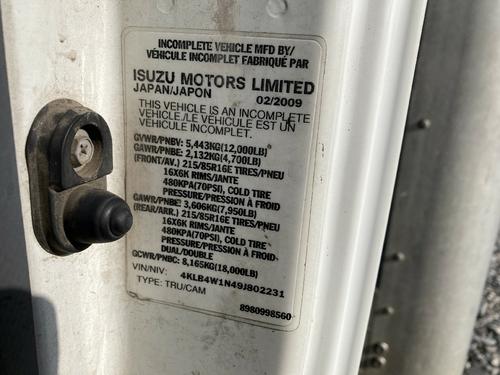 INCOMPLETE VEHICLE MFD BY/
VÉHICULE INCOMPLET FABRIQUÉ PAR
ISUZU MOTORS LIMITED
JAPAN/JAPON 02/2009
THIS VEHICLE IS AN INCOMPLETE
VEHICLE./LE VÉHICULE EST UN
VÉHICULE INCOMPLET.
GVWR/PNBV: 5,443KG(12,000LB)
GAWR/PNBE: 2,132KG(4,700LB)
(FRONT/AV.) 215/85R16E TIRES/PNEU
16X6K RIMS/JANTE
480KPA(70PSI), COLD TIRE
PRESSURE/PRESSION À FROID
GAWR/PNBE: 3,606KG(7,950LB)
(REAR/ARR.) 215/85R16E TIRES/PNEU
16X6K RIMS/JANTE
480KPA(70PSI), COLD TIRE
PRESSURE/PRESSION À FROID-
DUAL/DOUBLE
GCWR/PNBC: 8,165KG(18,000LB)
VIN/NIV: 4KLB4W1N49J802231
TYPE: TRU/CAM
8980998560